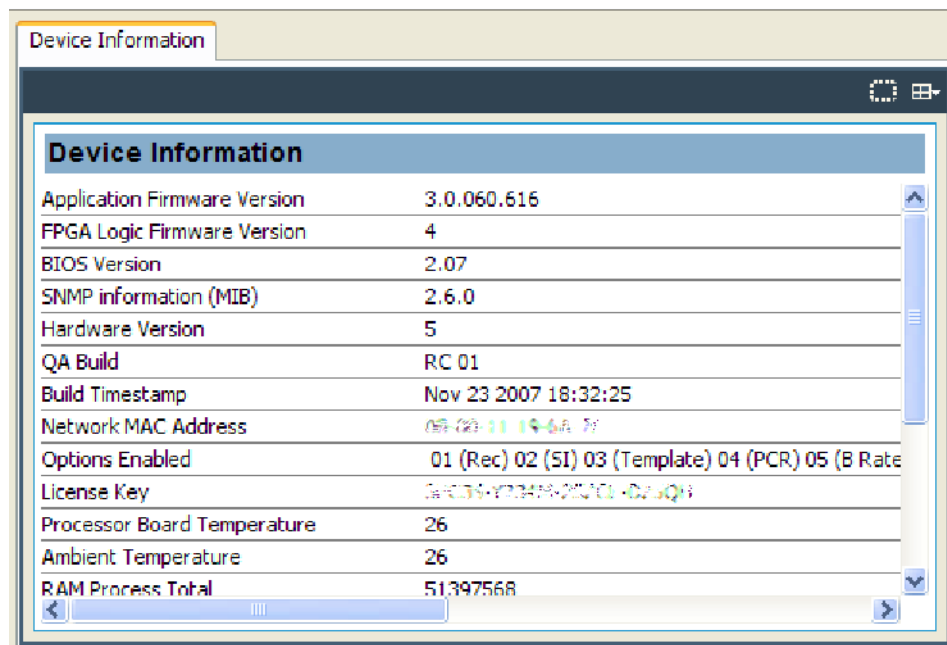 Device Information
Device Information
Application Firmware Version 3.0.060.616
FPGA Logic Firmware Version 4
BIOS Version 2.07
SNMP information (MIB) 2.6.0
Hardware Version 5
QA Build RC 01
Build Timestamp Nov 23 2007 18:32:25
Network MAC Address
Options Enabled 01 (Rec) 02 (SI) 03 (Template) 04 (PCR) 05 (B Rate
License Key
Processor Board Temperature 26
Ambient Temperature 26
RAM Process Total 51397568